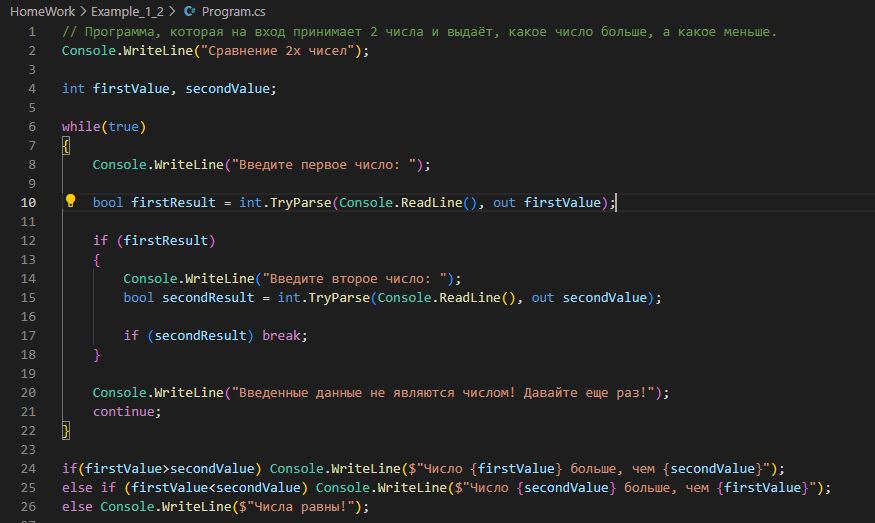 HomeWork > Example_1_2 > C# Program.cs
1 // Программа, которая на вход принимает 2 числа и выдаёт, какое число больше, а какое меньше.
2 Console.WriteLine("Сравнение 2х чисел");
3
4 int firstValue, secondValue;
5
6 while(true)
7 {
8 Console.WriteLine("Введите первое число: ");
9
10 bool firstResult = int.TryParse(Console.ReadLine(), out firstValue);
11
12 if (firstResult)
13 {
14 Console.WriteLine("Введите второе число: ");
15 bool secondResult = int.TryParse(Console.ReadLine(), out secondValue);
16
17 if (secondResult) break;
18 }
19
20 Console.WriteLine("Введенные данные не являются числом! Давайте еще раз!");
21 continue;
22 }
23
24 if(firstValue>secondValue) Console.WriteLine($"Число {firstValue} больше, чем {secondValue}");
25 else if (firstValue<secondValue) Console.WriteLine($"Число {secondValue} больше, чем {firstValue}");
26 else Console.WriteLine($"Числа равны!");